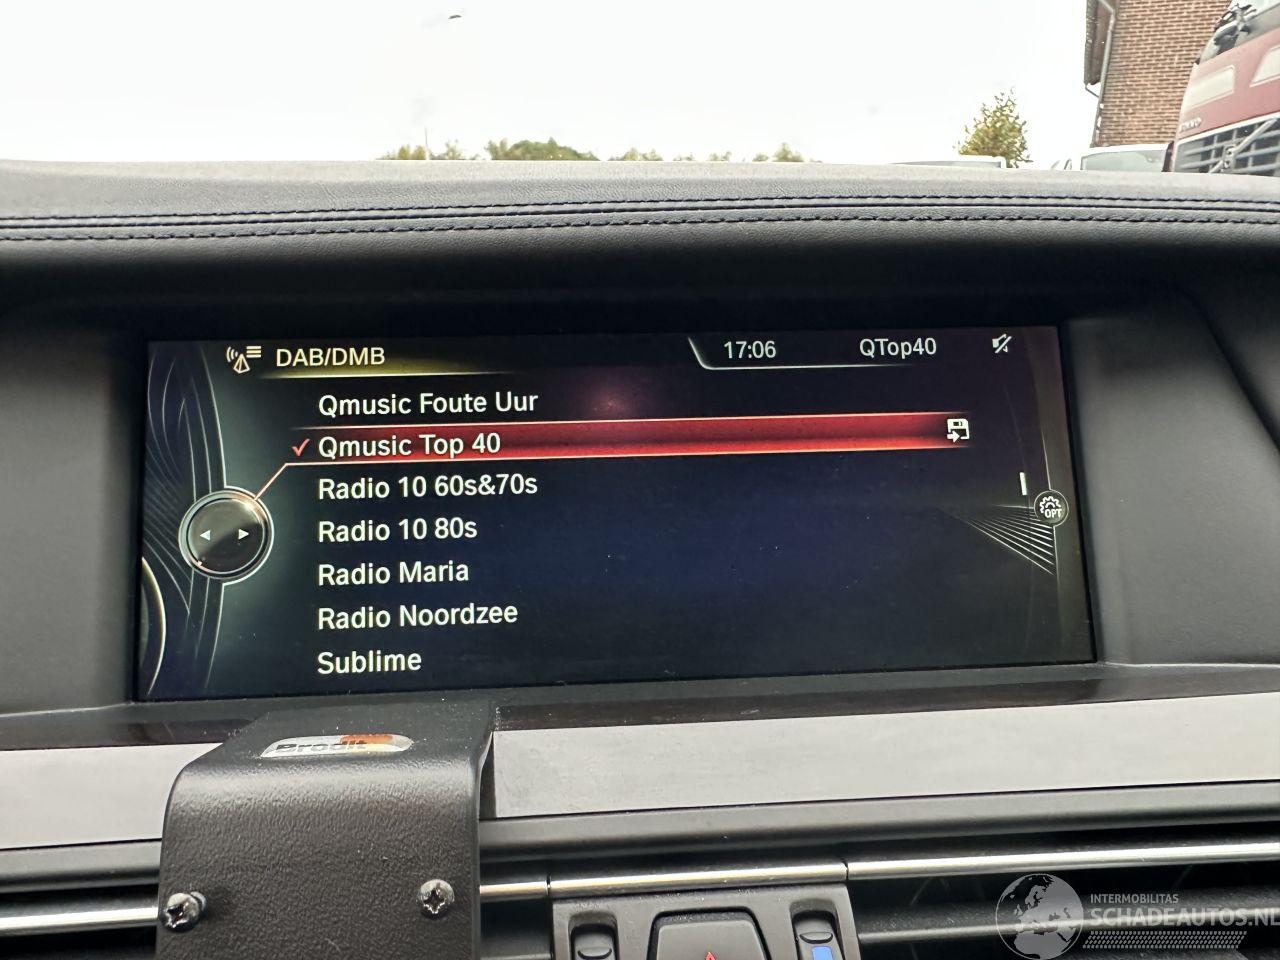 DAB/DMB
17:06
QTop40
Qmusic Foute Uur
Qmusic Top 40
Radio 10 60s&70s
OPT
Radio 10 80s
Radio Maria
Radio Noordzee
Sublime
Brodit
INTERMOBILITAS
SCHADEAUTOS.NL